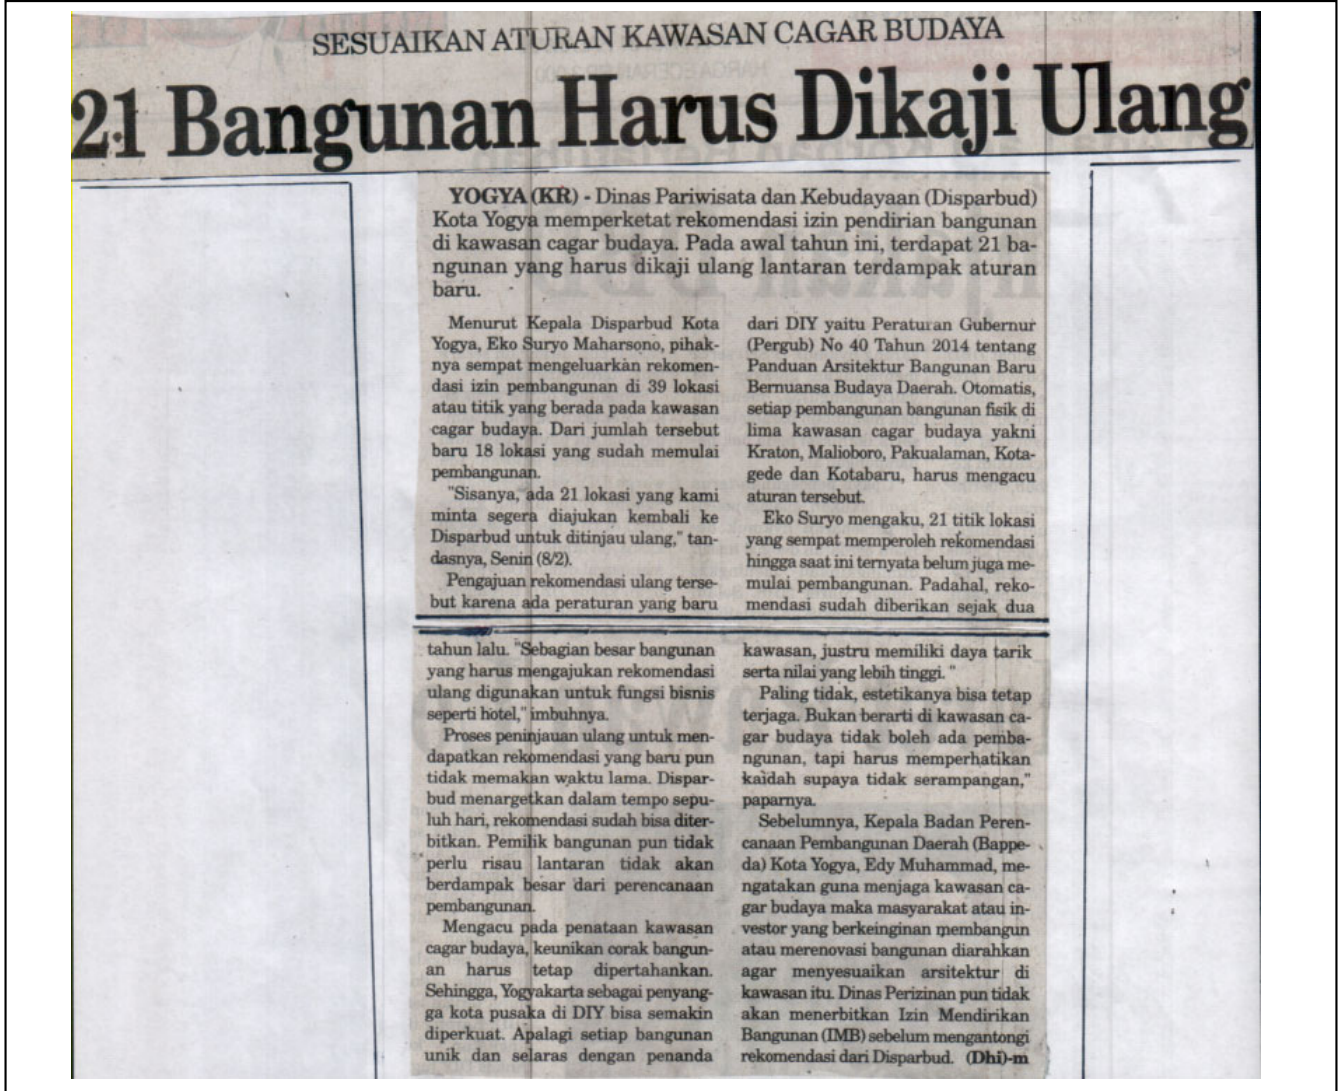 SESUAIKAN ATURAN KAWASAN CAGAR BUDAYA
21 Bangunan Harus Dikaji Ulang
YOGYA (KR) - Dinas Pariwisata dan Kebudayaan (Disparbud)
Kota Yogya memperketat rekomendasi izin pendirian bangunan
di kawasan cagar budaya. Pada awal tahun ini, terdapat 21 ba-
ngunan yang harus dikaji ulang lantaran terdampak aturan
baru.
Menurut Kepala Disparbud Kota
Yogya, Eko Suryo Maharsono, pihak-
nya sempat mengeluarkan rekomen-
dasi izin pembangunan di 39 lokasi
atau titik yang berada pada kawasan
cagar budaya. Dari jumlah tersebut
baru 18 lokasi yang sudah memulai
pembangunan.
"Sisanya, ada 21 lokasi yang kami
minta segera diajukan kembali ke
Disparbud untuk ditinjau ulang," tan-
dasnya, Senin (8/2).
Pengajuan rekomendasi ulang terse-
but karena ada peraturan yang baru
dari DIY yaitu Peraturan Gubernur
(Pergub) No 40 Tahun 2014 tentang
Panduan Arsitektur Bangunan Baru
Bernuansa Budaya Daerah. Otomatis,
setiap pembangunan bangunan fisik di
lima kawasan cagar budaya yakni
Kraton, Malioboro, Pakualaman, Kota-
gede dan Kotabaru, harus mengacu
aturan tersebut.
Eko Suryo mengaku, 21 titik lokasi
yang sempat memperoleh rekomendasi
hingga saat ini ternyata belum juga me-
mulai pembangunan. Padahal, reko-
mendasi sudah diberikan sejak dua
tahun lalu. "Sebagian besar bangunan
yang harus mengajukan rekomendasi
ulang digunakan untuk fungsi bisnis
seperti hotel," imbuhnya.
Proses peninjauan ulang untuk men-
dapatkan rekomendasi yang baru pun
tidak memakan waktu lama. Dispar-
bud menargetkan dalam tempo sepu-
luh hari, rekomendasi sudah bisa diter-
bitkan. Pemilik bangunan pun tidak
perlu risau lantaran tidak akan
berdampak besar dari perencanaan
pembangunan.
Mengacu pada penataan kawasan
cagar budaya, keunikan corak bangun-
an harus tetap dipertahankan.
Sehingga, Yogyakarta sebagai penyang-
ga kota pusaka di DIY bisa semakin
diperkuat. Apalagi setiap bangunan
unik dan selaras dengan penanda
kawasan, justru memiliki daya tarik
serta nilai yang lebih tinggi. "
Paling tidak, estetikanya bisa tetap
terjaga. Bukan berarti di kawasan ca-
gar budaya tidak boleh ada pemba-
ngunan, tapi harus memperhatikan
kaidah supaya tidak serampangan,"
paparnya.
Sebelumnya, Kepala Badan Peren-
canaan Pembangunan Daerah (Bappe-
da) Kota Yogya, Edy Muhammad, me-
ngatakan guna menjaga kawasan ca-
gar budaya maka masyarakat atau in-
vestor yang berkeinginan membangun
atau merenovasi bangunan diarahkan
agar menyesuaikan arsitektur di
kawasan itu. Dinas Perizinan pun tidak
akan menerbitkan Izin Mendirikan
Bangunan (IMB) sebelum mengantongi
rekomendasi dari Disparbud. (Dhi)-m